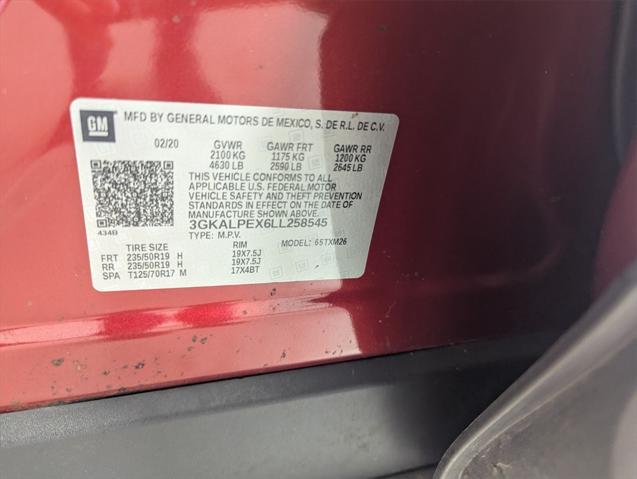 GM
MFD BY GENERAL MOTORS DE MEXICO, S. DE R.L. DE C.V.
02/20 GVWR GAWR FRT GAWR RR
2100 KG 1175 KG 1200 KG
4630 LB 2590 LB 2645 LB
THIS VEHICLE CONFORMS TO ALL
APPLICABLE U.S. FEDERAL MOTOR
VEHICLE SAFETY AND THEFT
PREVENTION STANDARDS IN EFFECT ON
THE DATE OF MANUFACTURE SHOWN ABOVE.
3GKALPEX6LL258545
434B TYPE: M.P.V. MODEL: 6STXM26
TIRE SIZE RIM
FRT 235/50R19 H 19X7.5J
RR 235/50R19 H 19X7.5J
SPA T125/70R17 M 17X4BT